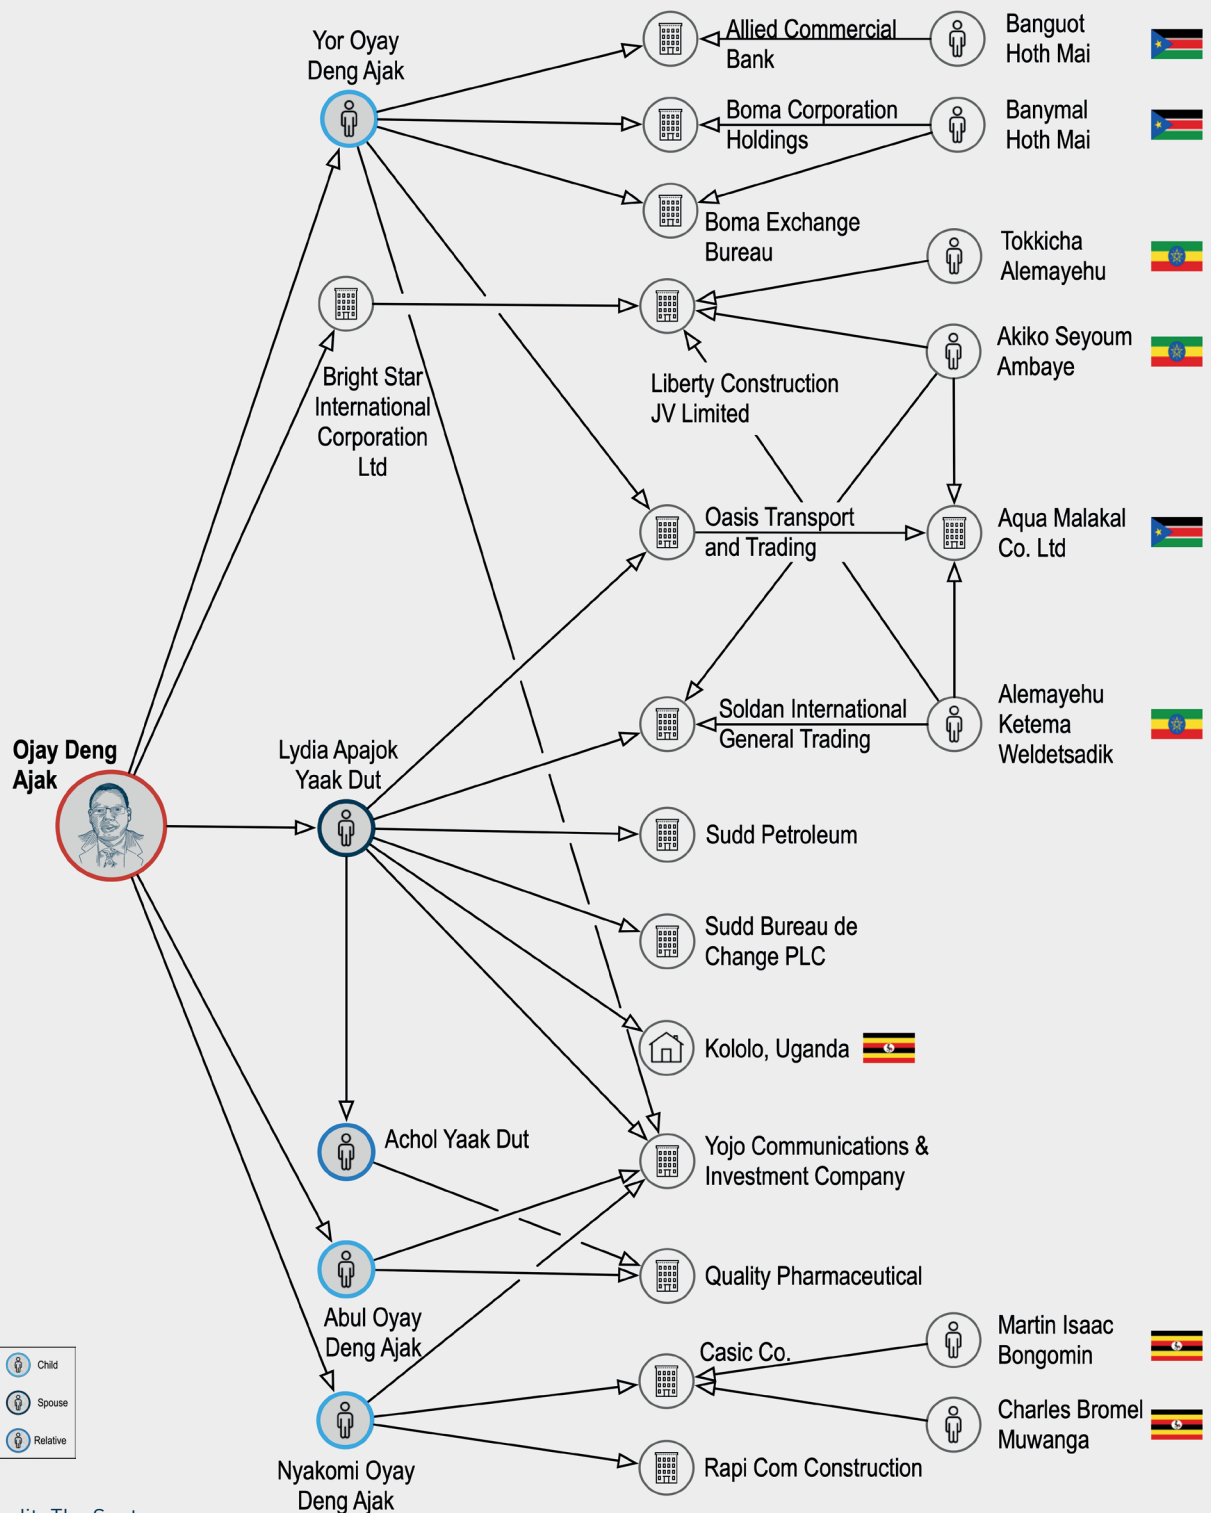 Yor Oyay
Deng Ajak
Allied Commercial
Bank
Banguot
Hoth Mai
Boma Corporation
Holdings
Banymal
Hoth Mai
Boma Exchange
Bureau
Tokkicha
Alemayehu
Bright Star
International
Corporation
Ltd
Liberty Construction
JV Limited
Akiko Seyoum
Ambaye
Oasis Transport
and Trading
Aqua Malakal
Co. Ltd
Ojay Deng
Ajak
Lydia Apajok
Yaak Dut
Soldan International
General Trading
Alemayehu
Ketema
Weldetsadik
Sudd Petroleum
Sudd Bureau de
Change PLC
Kololo, Uganda
Achol Yaak Dut
Yojo Communications &
Investment Company
Abul Oyay
Deng Ajak
Quality Pharmaceutical
Casic Co.
Martin Isaac
Bongomin
Charles Bromel
Muwanga
Nyakomi Oyay
Deng Ajak
Rapi Com Construction
Child
Spouse
Relative